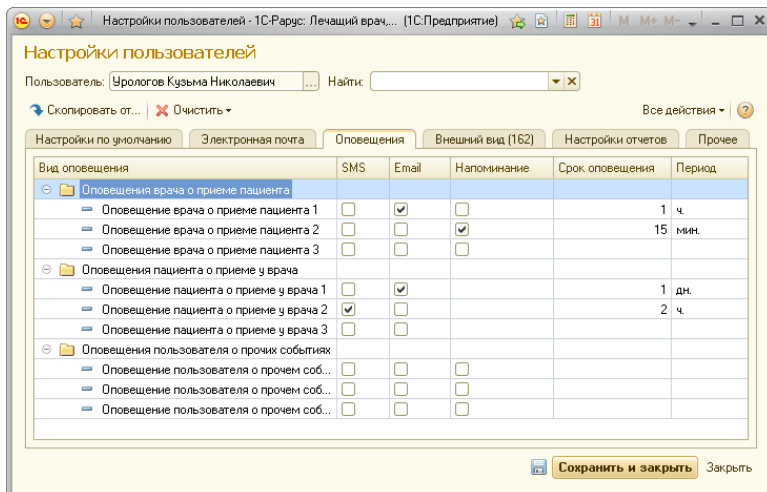 Настройки пользователей - 1С-Рарус: Лечащий врач,... (1С:Предприятие) 31 M M+ M-
Настройки пользователей
Пользователь: Урологов Кузьма Николаевич ... Найти:
Скопировать от... Очистить Все действия ?
Настройки по умолчанию Электронная почта Оповещения Внешний вид (162) Настройки отчетов Прочее
Вид оповещения SMS Email Напоминание Срок оповещения Период
Оповещения врача о приеме пациента
Оповещение врача о приеме пациента 1 1 ч.
Оповещение врача о приеме пациента 2 15 мин.
Оповещение врача о приеме пациента 3
Оповещения пациента о приеме у врача
Оповещение пациента о приеме у врача 1 1 дн.
Оповещение пациента о приеме у врача 2 2 ч.
Оповещение пациента о приеме у врача 3
Оповещения пользователя о прочих событиях
Оповещение пользователя о прочем соб...
Оповещение пользователя о прочем соб...
Оповещение пользователя о прочем соб...
Сохранить и закрыть Закрыть